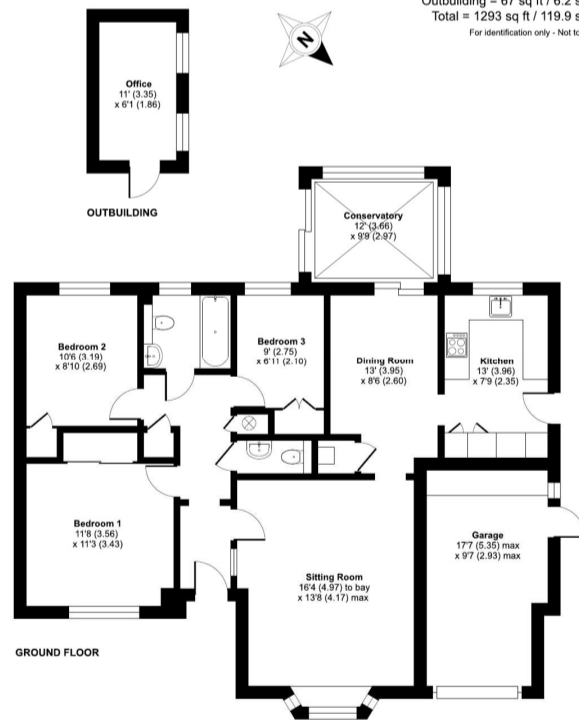 Outbuilding = 67 sq ft / 6.2 s
Total = 1293 sq ft / 119.9 s
For identification only - Not to
N
Office
11' (3.35)
x 6'1 (1.86)
OUTBUILDING
Conservatory
12' (3.66)
x 9'9 (2.97)
Bedroom 2
10'6 (3.19)
x 8'10 (2.69)
Bedroom 3
9' (2.75)
x 6'11 (2.10)
Dining Room
13' (3.95)
x 8'6 (2.60)
Kitchen
13' (3.96)
x 7'9 (2.35)
Bedroom 1
11'8 (3.56)
x 11'3 (3.43)
Sitting Room
16'4 (4.97) to bay
x 13'8 (4.17) max
Garage
17'7 (5.35) max
x 9'7 (2.93) max
GROUND FLOOR